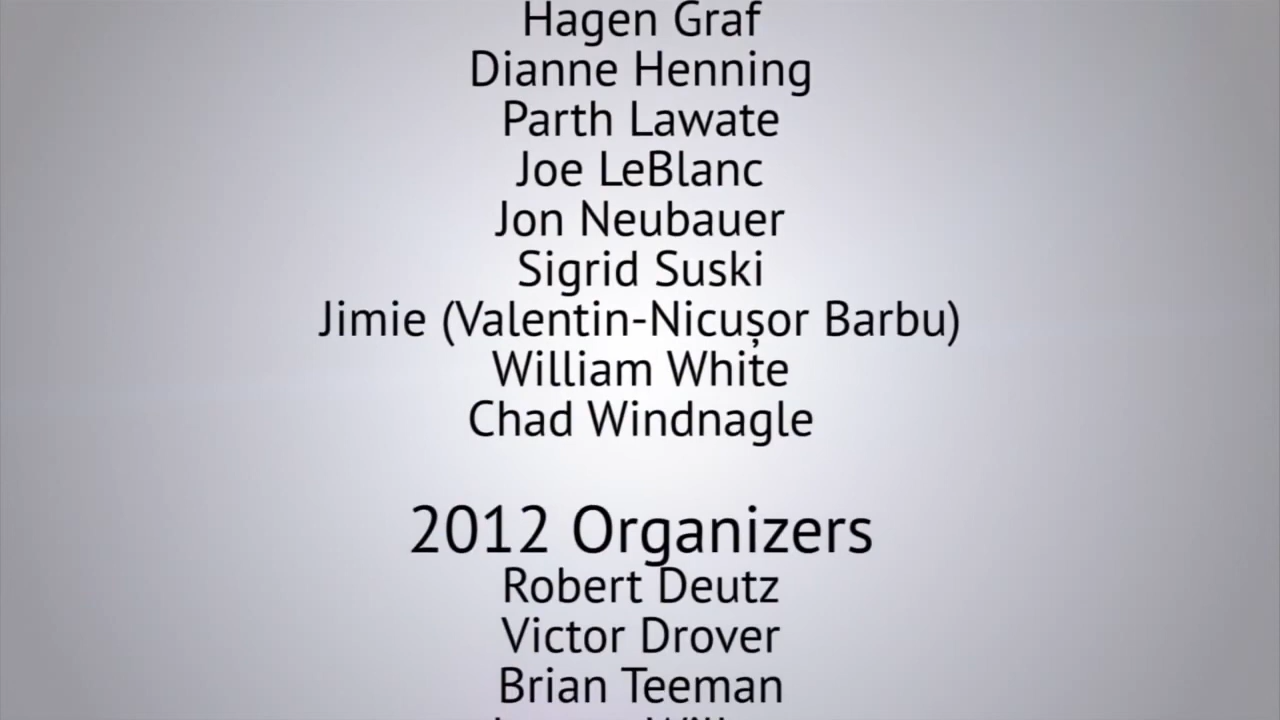 Hagen Graf
Dianne Henning
Parth Lawate
Joe LeBlanc
Jon Neubauer
Sigrid Suski
Jimie (Valentin-Nicușor Barbu)
William White
Chad Windnagle
2012 Organizers
Robert Deutz
Victor Drover
Brian Teeman